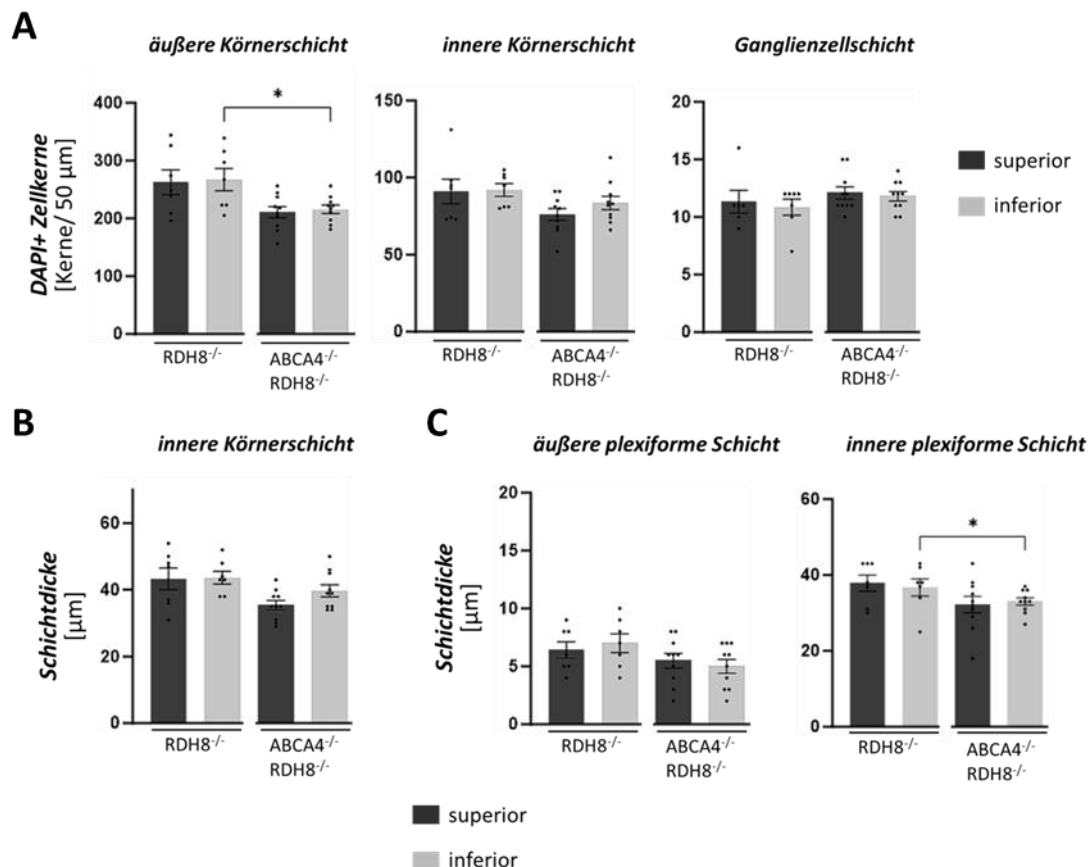 A
äußere Körnerschicht
innere Körnerschicht
Ganglienzellschicht
DAPI+ Zellkerne
[Kerne/ 50 µm]
400
300
200
100
0
*
RDH8-/-
ABCA4-/-
RDH8-/-
150
100
50
0
RDH8-/-
ABCA4-/-
RDH8-/-
20
15
10
5
0
RDH8-/-
ABCA4-/-
RDH8-/-
superior
inferior
B
innere Körnerschicht
Schichtdicke
[µm]
60
40
20
0
RDH8-/-
ABCA4-/-
RDH8-/-
C
äußere plexiforme Schicht
innere plexiforme Schicht
Schichtdicke
[µm]
20
15
10
5
0
RDH8-/-
ABCA4-/-
RDH8-/-
60
40
20
0
*
RDH8-/-
ABCA4-/-
RDH8-/-
superior
inferior